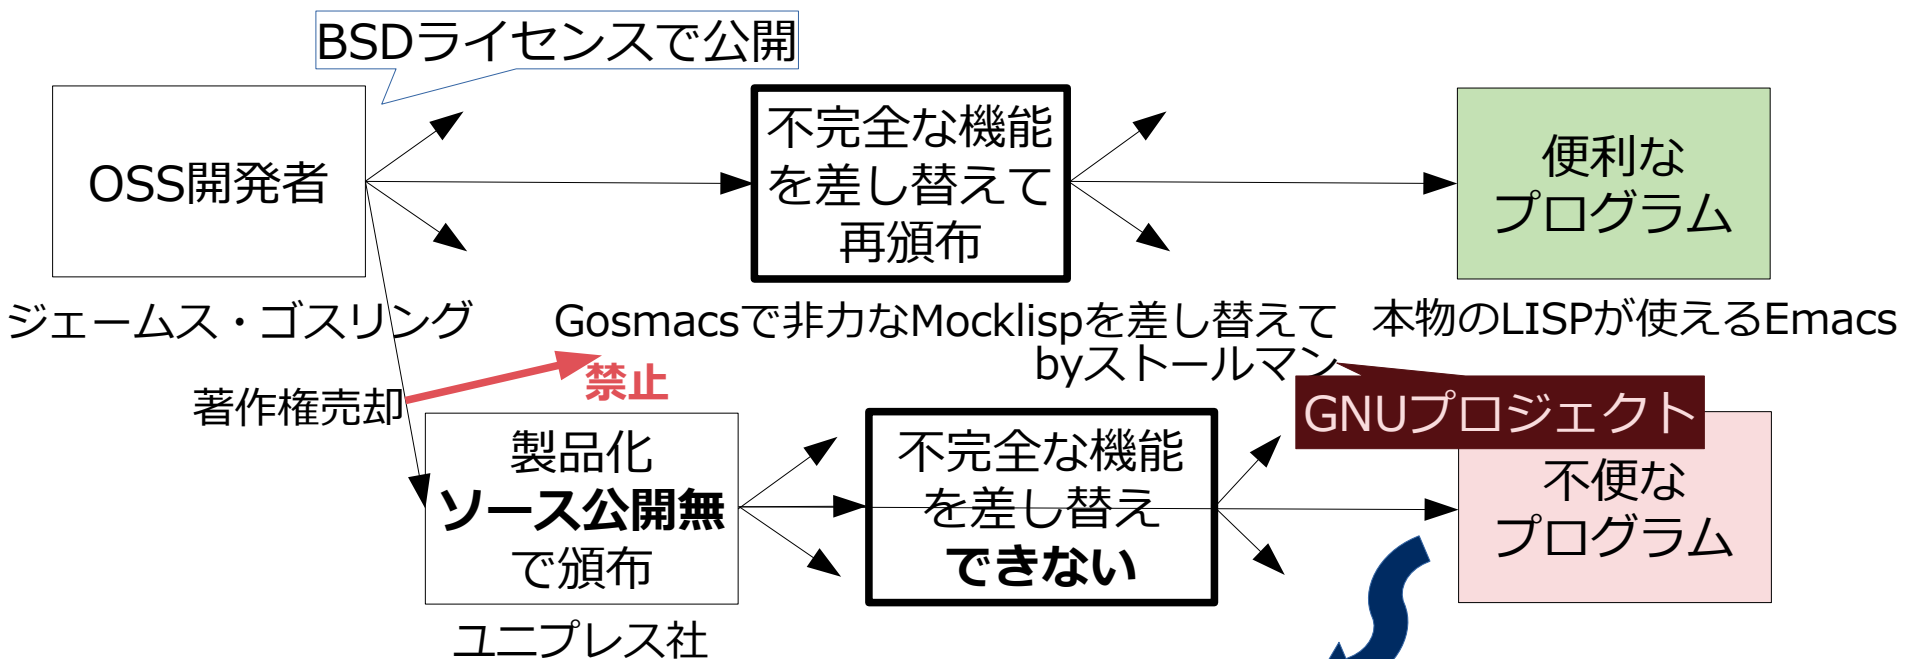 BSDライセンスで公開
OSS開発者
不完全な機能
を差し替えて
再頒布
便利な
プログラム
ジェームス・ゴスリング
Gosmacsで非力なMocklispを差し替えて
byストールマン
本物のLISPが使えるEmacs
禁止
著作権売却
GNUプロジェクト
製品化
ソース公開無
で頒布
不完全な機能
を差し替え
できない
不便な
プログラム
ユニプレス社